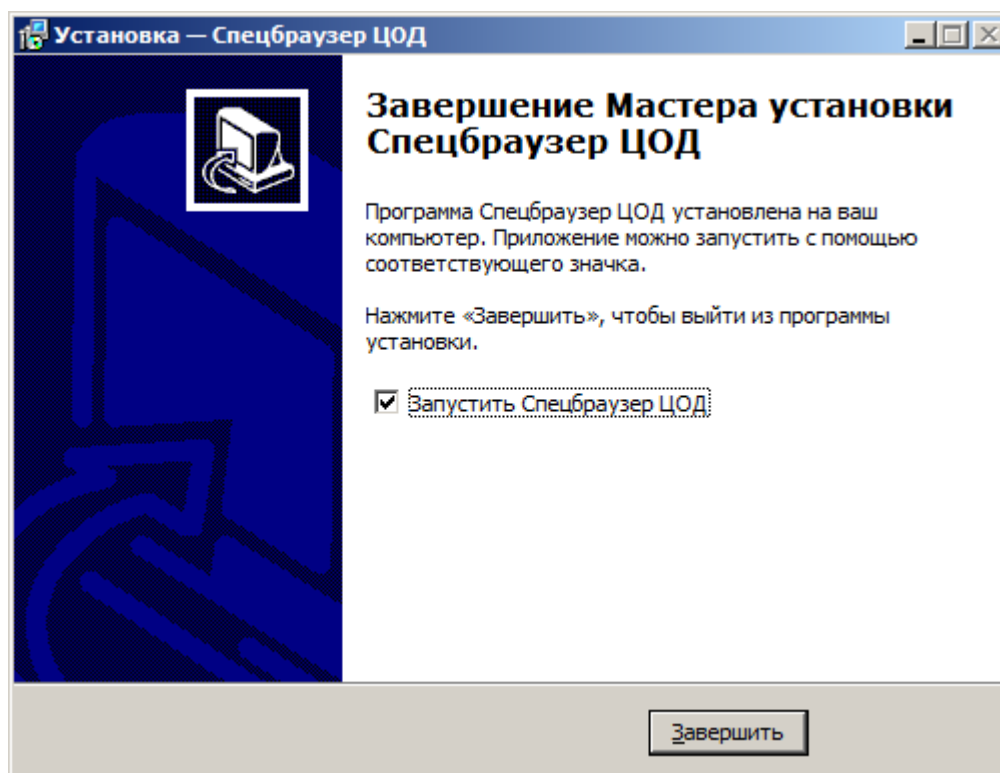 Установка — Спецбраузер ЦОД
Завершение Мастера установки
Спецбраузер ЦОД
Программа Спецбраузер ЦОД установлена на ваш
компьютер. Приложение можно запустить с помощью
соответствующего значка.
Нажмите «Завершить», чтобы выйти из программы
установки.
Запустить Спецбраузер ЦОД
Завершить